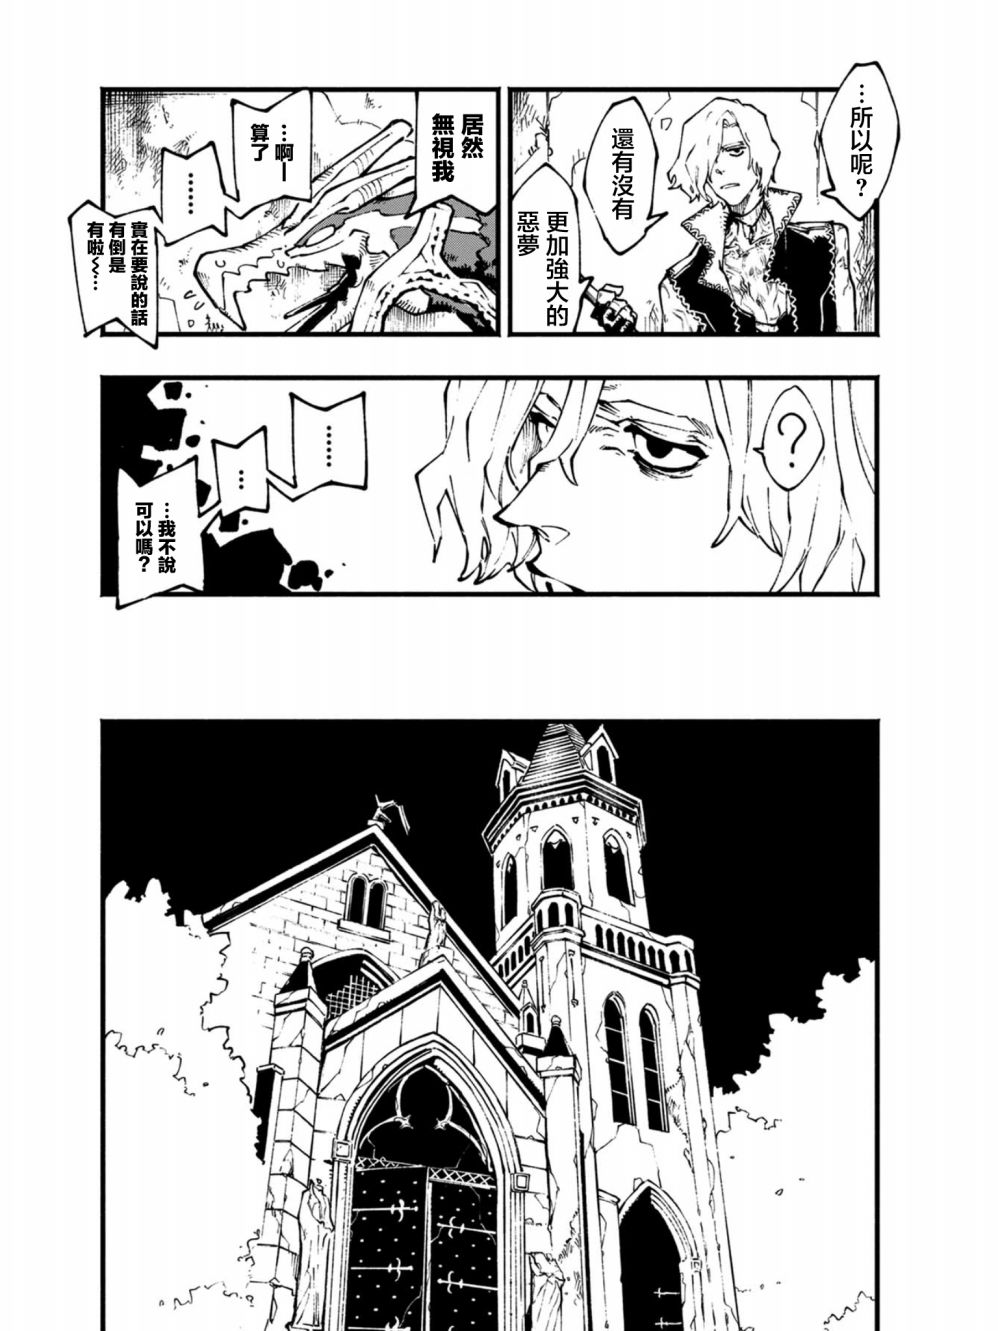 …所以呢?
還有沒有
更加強大的
惡夢
居然
無視我
…啊ー
算了
……
實在要說的話
有倒是
有啦〜…
?
……
…
…我不說
可以嗎?